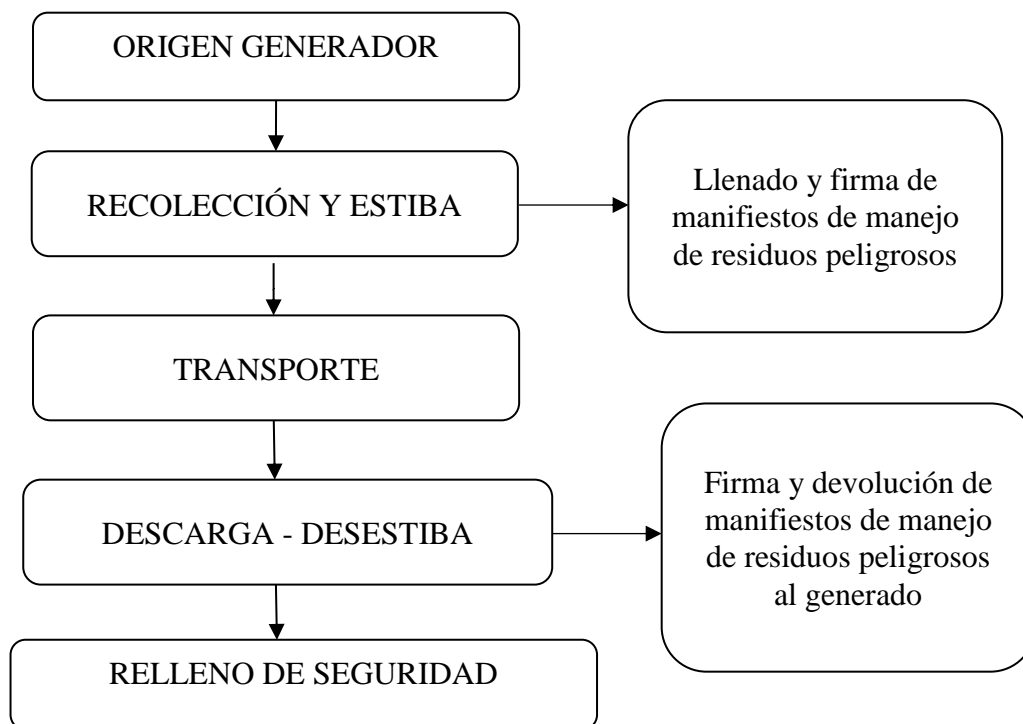 ORIGEN GENERADOR
RECOLECCIÓN Y ESTIBA
Llenado y firma de
manifiestos de manejo
de residuos peligrosos
TRANSPORTE
DESCARGA - DESESTIBA
Firma y devolución de
manifiestos de manejo
de residuos peligrosos
al generado
RELLENO DE SEGURIDAD